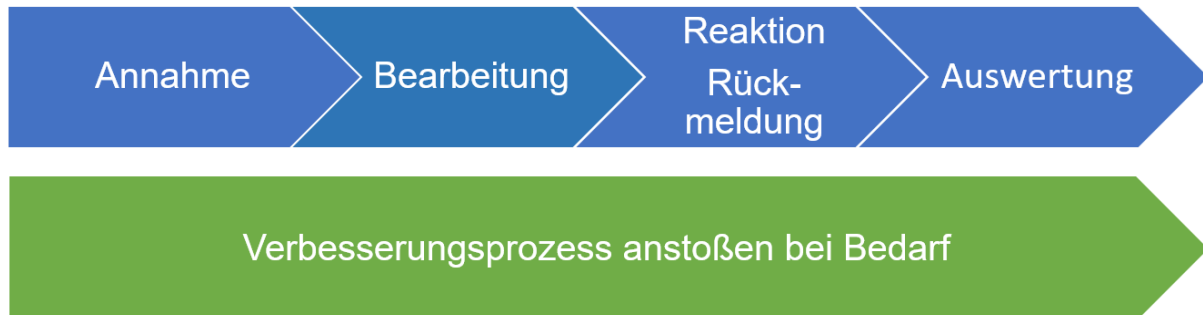 Annahme
Bearbeitung
Reaktion
Rück-
meldung
Auswertung
Verbesserungsprozess anstoßen bei Bedarf